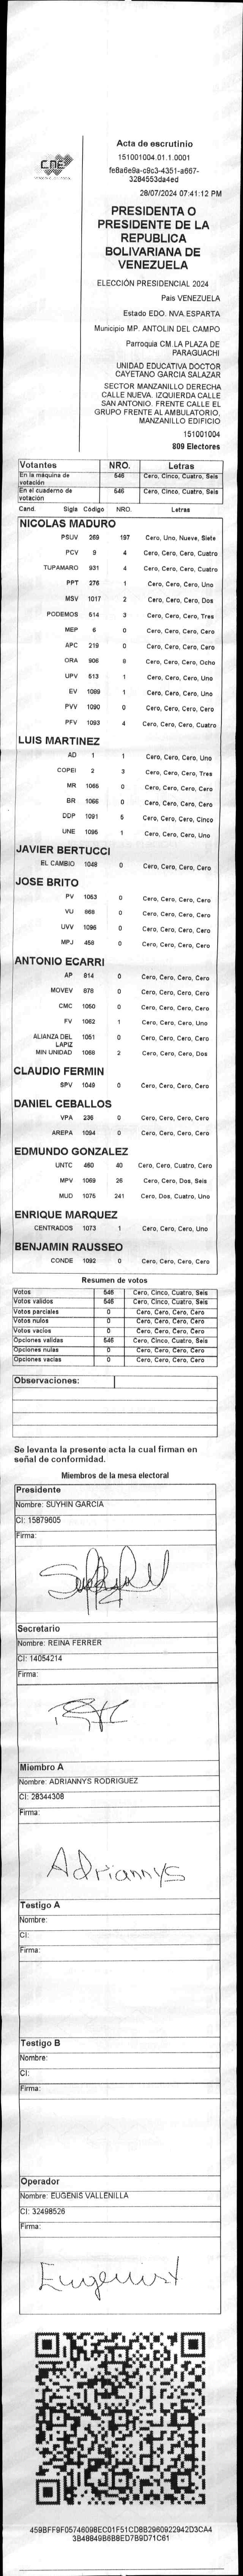 CNE
Acta de escrutinio
151001004.01.1.0001
fe8a6e9a-c9c3-4351-a667-
3284553da4ed
28/07/2024 07:41:12 PM
PRESIDENTA O
PRESIDENTE DE LA
REPUBLICA
BOLIVARIANA DE
VENEZUELA
ELECCIÓN PRESIDENCIAL 2024
Pais VENEZUELA
Estado EDO. NVA.ESPARTA
Municipio MP. ANTOLIN DEL CAMPO
Parroquia CM.LA PLAZA DE
PARAGUACHI
UNIDAD EDUCATIVA DOCTOR
CAYETANO GARCIA SALAZAR
SECTOR MANZANILLO DERECHA
CALLE NUEVA. IZQUIERDA CALLE
SAN ANTONIO. FRENTE CALLE EL
GRUPO FRENTE AL AMBULATORIO,
MANZANILLO EDIFICIO
151001004
809 Electores
Votantes NRO. Letras
En la máquina de votación 546 Cero, Cinco, Cuatro, Seis
En el cuaderno de votación 546 Cero, Cinco, Cuatro, Seis
Cand. Sigla Código NRO. Letras
NICOLAS MADURO
PSUV 269 197 Cero, Uno, Nueve, Siete
PCV 9 4 Cero, Cero, Cero, Cuatro
TUPAMARO 931 4 Cero, Cero, Cero, Cuatro
PPT 276 1 Cero, Cero, Cero, Uno
MSV 1017 2 Cero, Cero, Cero, Dos
PODEMOS 514 3 Cero, Cero, Cero, Tres
MEP 6 0 Cero, Cero, Cero, Cero
APC 219 0 Cero, Cero, Cero, Cero
ORA 906 8 Cero, Cero, Cero, Ocho
UPV 513 1 Cero, Cero, Cero, Uno
EV 1089 1 Cero, Cero, Cero, Uno
PVV 1090 0 Cero, Cero, Cero, Cero
PFV 1093 4 Cero, Cero, Cero, Cuatro
LUIS MARTINEZ
AD 1 1 Cero, Cero, Cero, Uno
COPEI 2 3 Cero, Cero, Cero, Tres
MR 1065 0 Cero, Cero, Cero, Cero
BR 1066 0 Cero, Cero, Cero, Cero
DDP 1091 5 Cero, Cero, Cero, Cinco
UNE 1095 1 Cero, Cero, Cero, Uno
JAVIER BERTUCCI
EL CAMBIO 1048 0 Cero, Cero, Cero, Cero
JOSE BRITO
PV 1053 0 Cero, Cero, Cero, Cero
VU 868 0 Cero, Cero, Cero, Cero
UVV 1096 0 Cero, Cero, Cero, Cero
MPJ 458 0 Cero, Cero, Cero, Cero
ANTONIO ECARRI
AP 814 0 Cero, Cero, Cero, Cero
MOVEV 678 0 Cero, Cero, Cero, Cero
CMC 1050 0 Cero, Cero, Cero, Cero
FV 1062 1 Cero, Cero, Cero, Uno
ALIANZA DEL LAPIZ 1051 0 Cero, Cero, Cero, Cero
MIN UNIDAD 1068 2 Cero, Cero, Cero, Dos
CLAUDIO FERMIN
SPV 1049 0 Cero, Cero, Cero, Cero
DANIEL CEBALLOS
VPA 236 0 Cero, Cero, Cero, Cero
AREPA 1094 0 Cero, Cero, Cero, Cero
EDMUNDO GONZALEZ
UNTC 460 40 Cero, Cero, Cuatro, Cero
MPV 1069 26 Cero, Cero, Dos, Seis
MUD 1075 241 Cero, Dos, Cuatro, Uno
ENRIQUE MARQUEZ
CENTRADOS 1073 1 Cero, Cero, Cero, Uno
BENJAMIN RAUSSEO
CONDE 1092 0 Cero, Cero, Cero, Cero
Resumen de votos
Votos 546 Cero, Cinco, Cuatro, Seis
Votos validos 546 Cero, Cinco, Cuatro, Seis
Votos parciales 0 Cero, Cero, Cero, Cero
Votos nulos 0 Cero, Cero, Cero, Cero
Votos vacios 0 Cero, Cero, Cero, Cero
Opciones validas 546 Cero, Cinco, Cuatro, Seis
Opciones nulas 0 Cero, Cero, Cero, Cero
Opciones vacias 0 Cero, Cero, Cero, Cero
Observaciones:
Se levanta la presente acta la cual firman en
señal de conformidad.
Miembros de la mesa electoral
Presidente
Nombre: SUYHIN GARCIA
CI: 15879605
Firma:
Secretario
Nombre: REINA FERRER
CI: 14054214
Firma:
Miembro A
Nombre: ADRIANNYS RODRIGUEZ
CI: 28344308
Firma:
Adriannys
Testigo A
Nombre:
CI:
Firma:
Testigo B
Nombre:
CI:
Firma:
Operador
Nombre: EUGENIS VALLENILLA
CI: 32498526
Firma:
Eugenis V
459BFF9F05746098EC01F51CD8B2960922942D3CA4
3B48849B6B8ED7B9D71C61